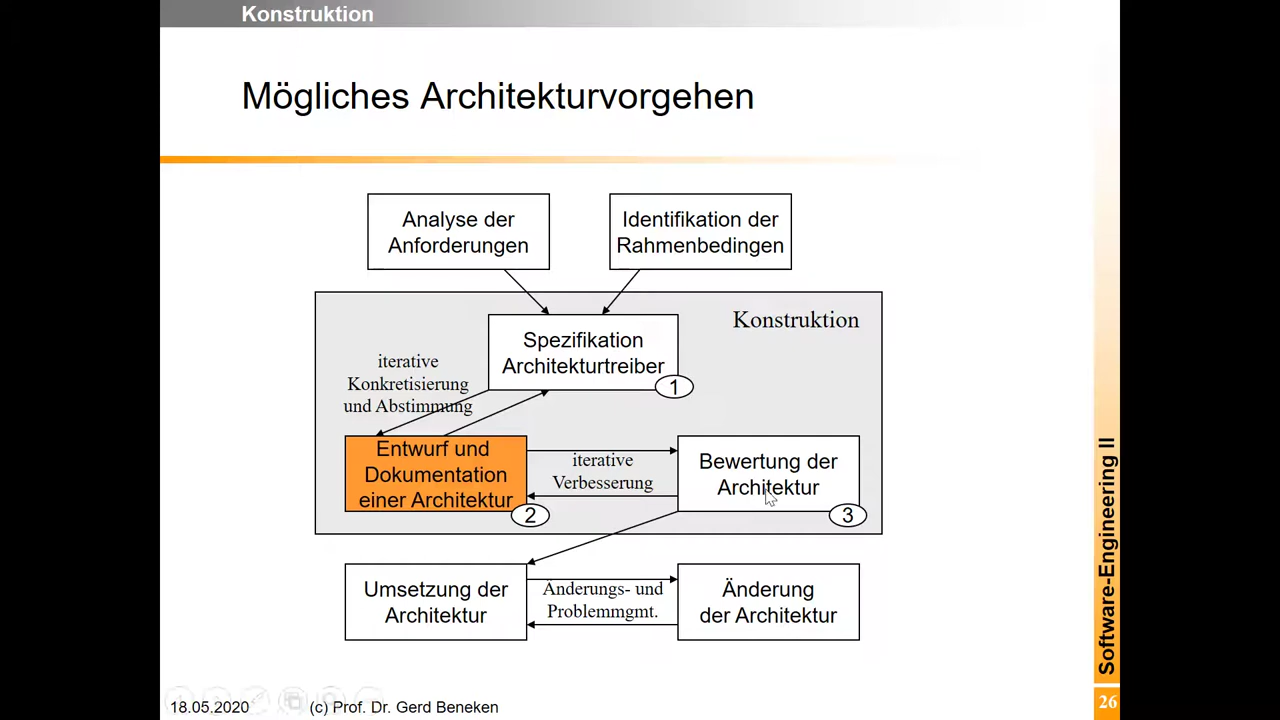 Konstruktion
Mögliches Architekturvorgehen
Analyse der
Anforderungen
Identifikation der
Rahmenbedingen
Konstruktion
Spezifikation
Architekturtreiber
1
iterative
Konkretisierung
und Abstimmung
Entwurf und
Dokumentation
einer Architektur
2
iterative
Verbesserung
Bewertung der
Architektur
3
Umsetzung der
Architektur
Änderungs- und
Problemmgmt.
Änderung
der Architektur
Software-Engineering II
18.05.2020
(c) Prof. Dr. Gerd Beneken
26